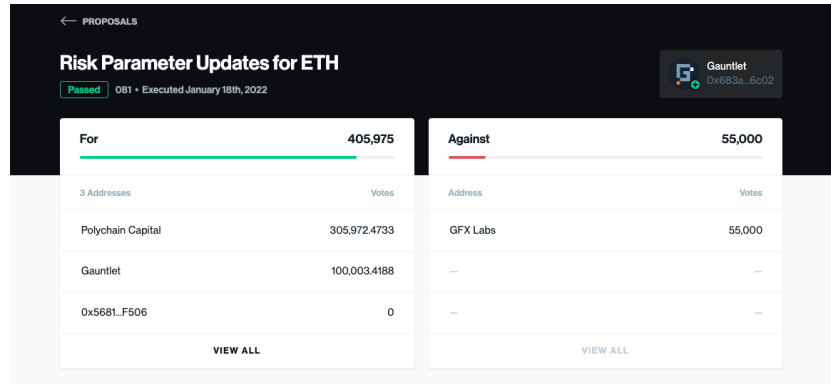 ← PROPOSALS
Risk Parameter Updates for ETH
Passed 081 • Executed January 18th, 2022
Gauntlet
0x683a...6c02
For 405,975
3 Addresses Votes
Polychain Capital 305,972.4733
Gauntlet 100,003.4188
0x5681...F506 0
VIEW ALL
Against 55,000
Address Votes
GFX Labs 55,000
— —
— —
VIEW ALL